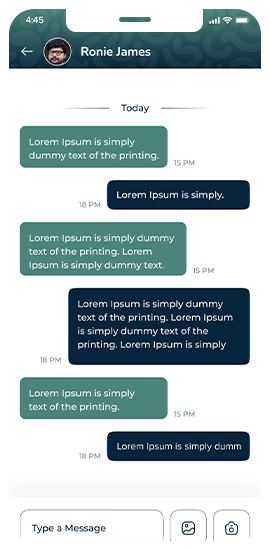 4:45
Ronie James
Today
Lorem Ipsum is simply
dummy text of the printing.
15 PM
Lorem Ipsum is simply.
18 PM
Lorem Ipsum is simply dummy
text of the printing. Lorem
Ipsum is simply dummy text.
15 PM
Lorem Ipsum is simply dummy
text of the printing. Lorem Ipsum
is simply dummy text of the
printing. Lorem Ipsum is simply
18 PM
Lorem Ipsum is simply
text of the printing.
15 PM
Lorem Ipsum is simply dumm
18 PM
Type a Message